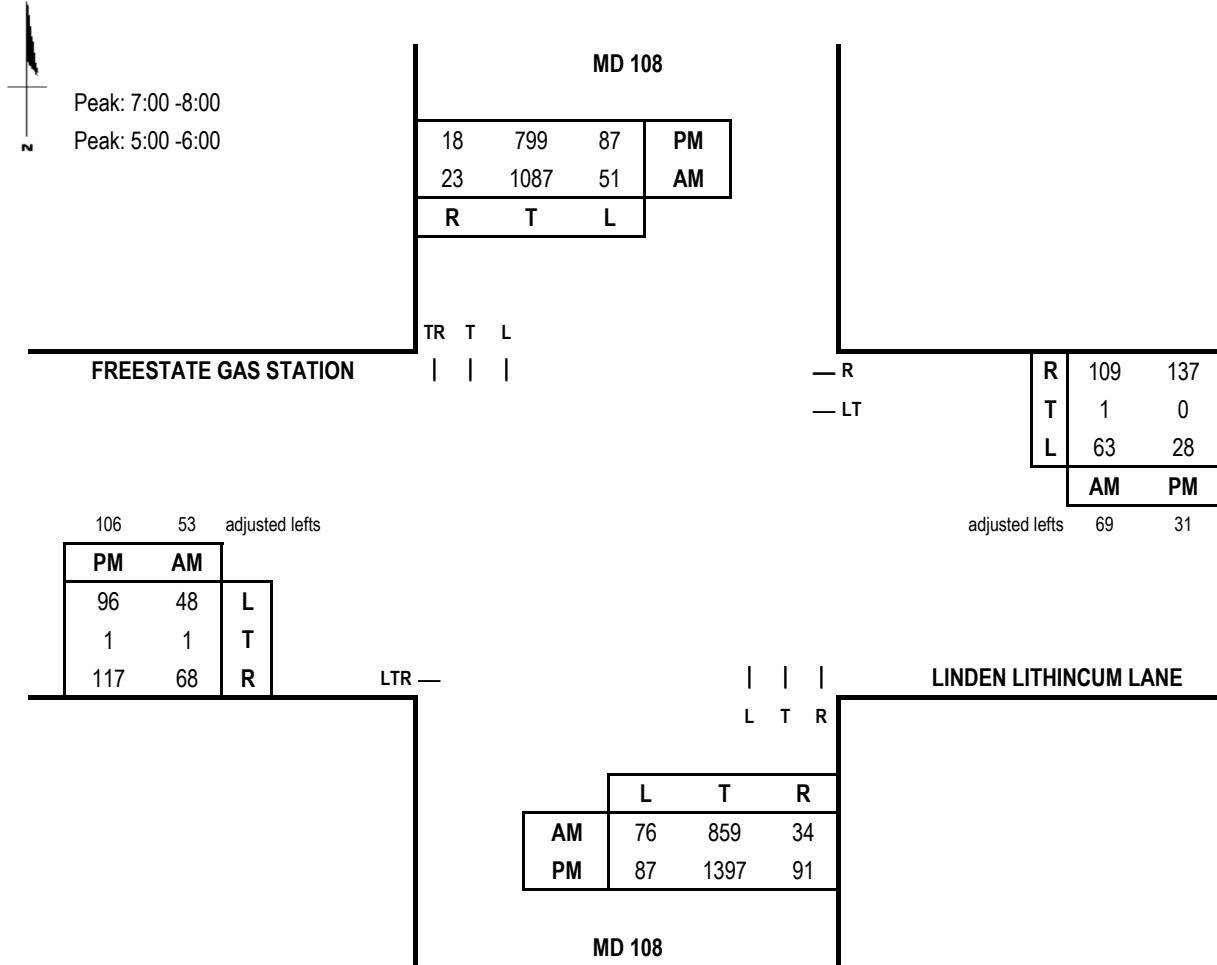 MD 108
Peak: 7:00 -8:00
Peak: 5:00 -6:00
N
18 799 87 PM
23 1087 51 AM
R T L
TR T L
FREESTATE GAS STATION
R
LT
R 109 137
T 1 0
L 63 28
AM PM
adjusted lefts 69 31
106 53 adjusted lefts
PM AM
96 48 L
1 1 T
117 68 R
LTR
LINDEN LITHINCUM LANE
L T R
L T R
AM 76 859 34
PM 87 1397 91
MD 108